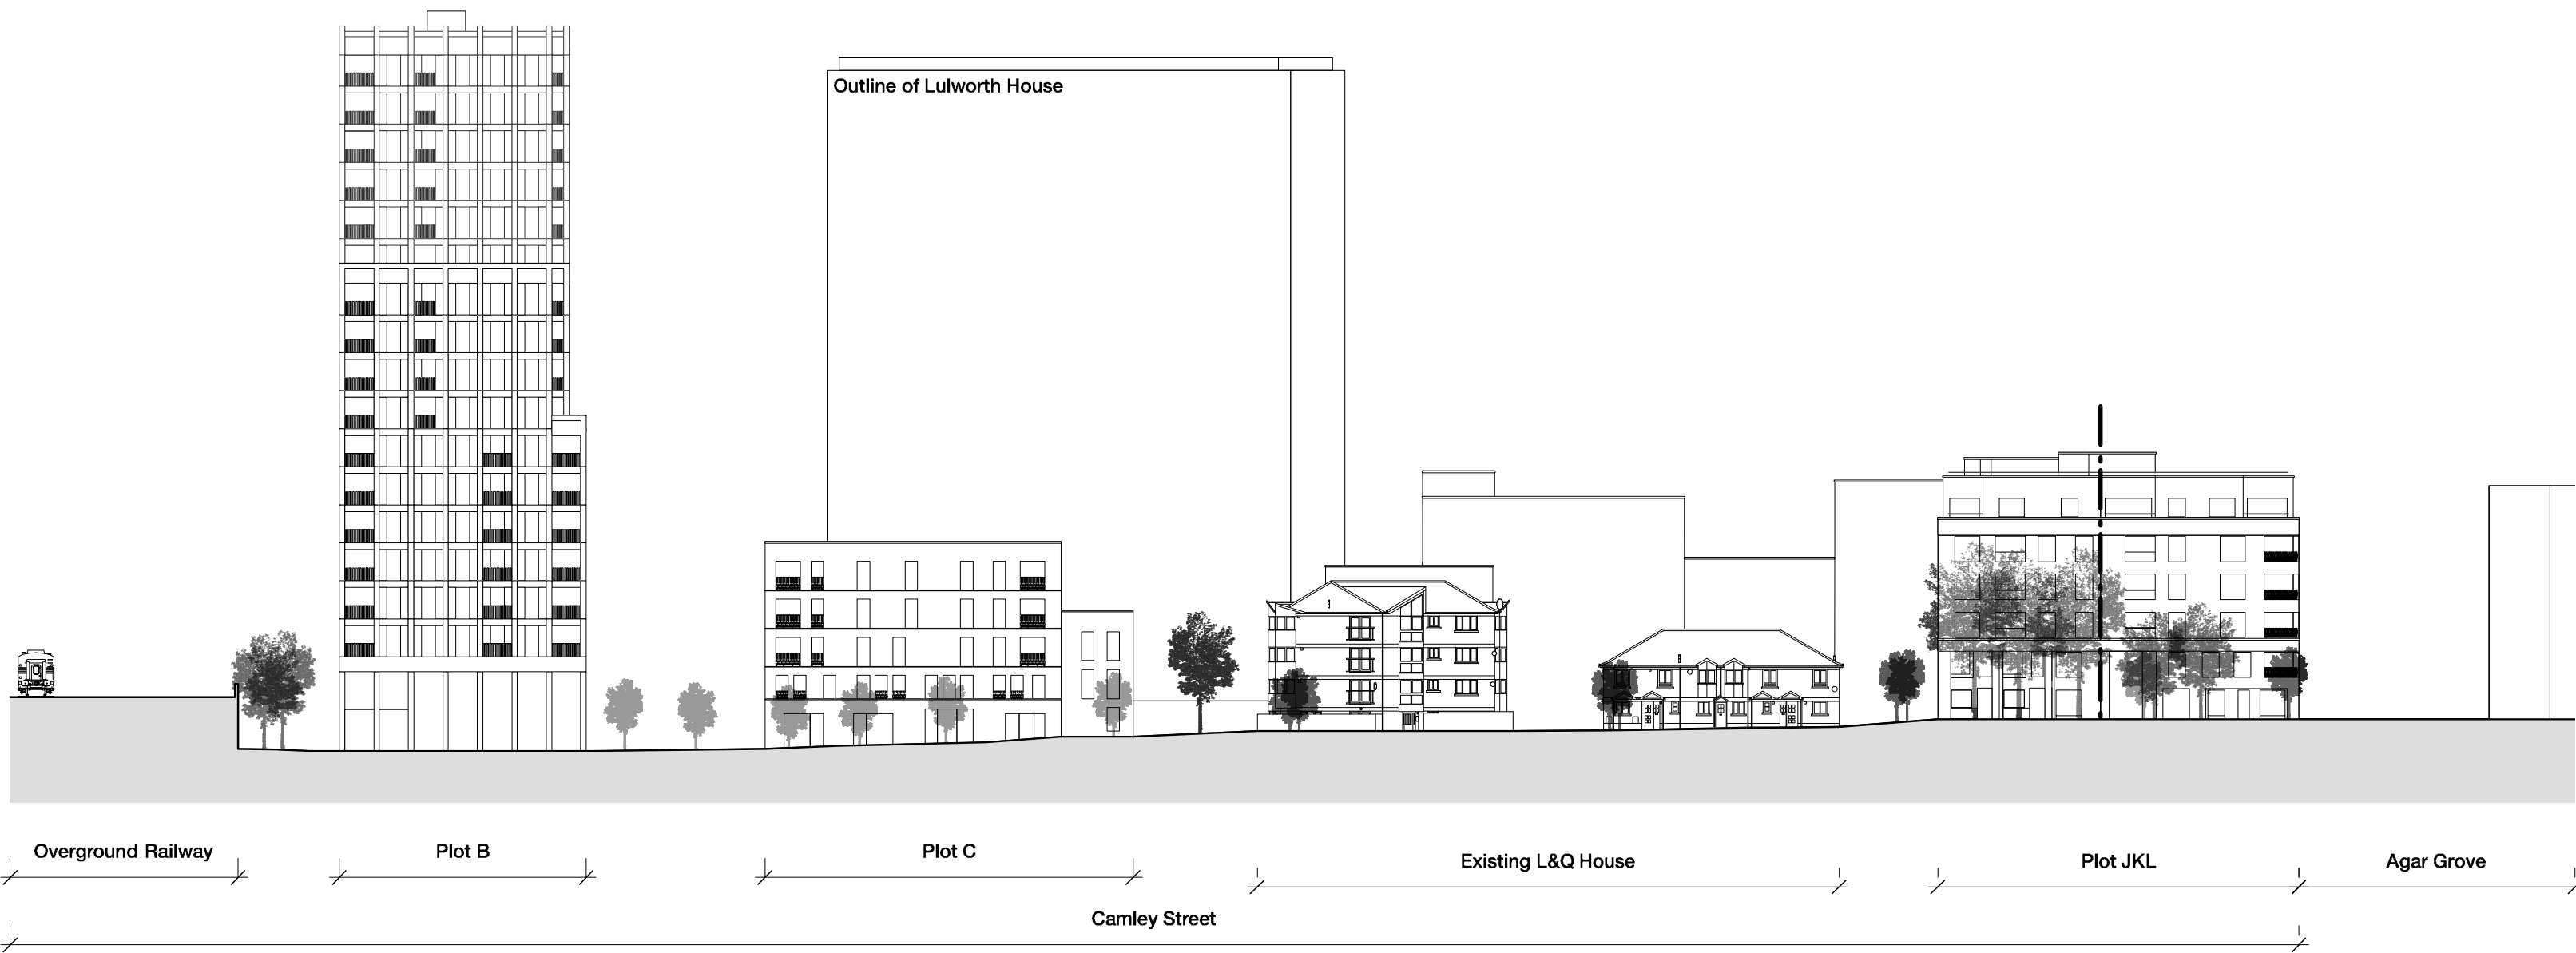 Outline of Lulworth House
Overground Railway
Plot B
Plot C
Existing L&Q House
Plot JKL
Agar Grove
Camley Street